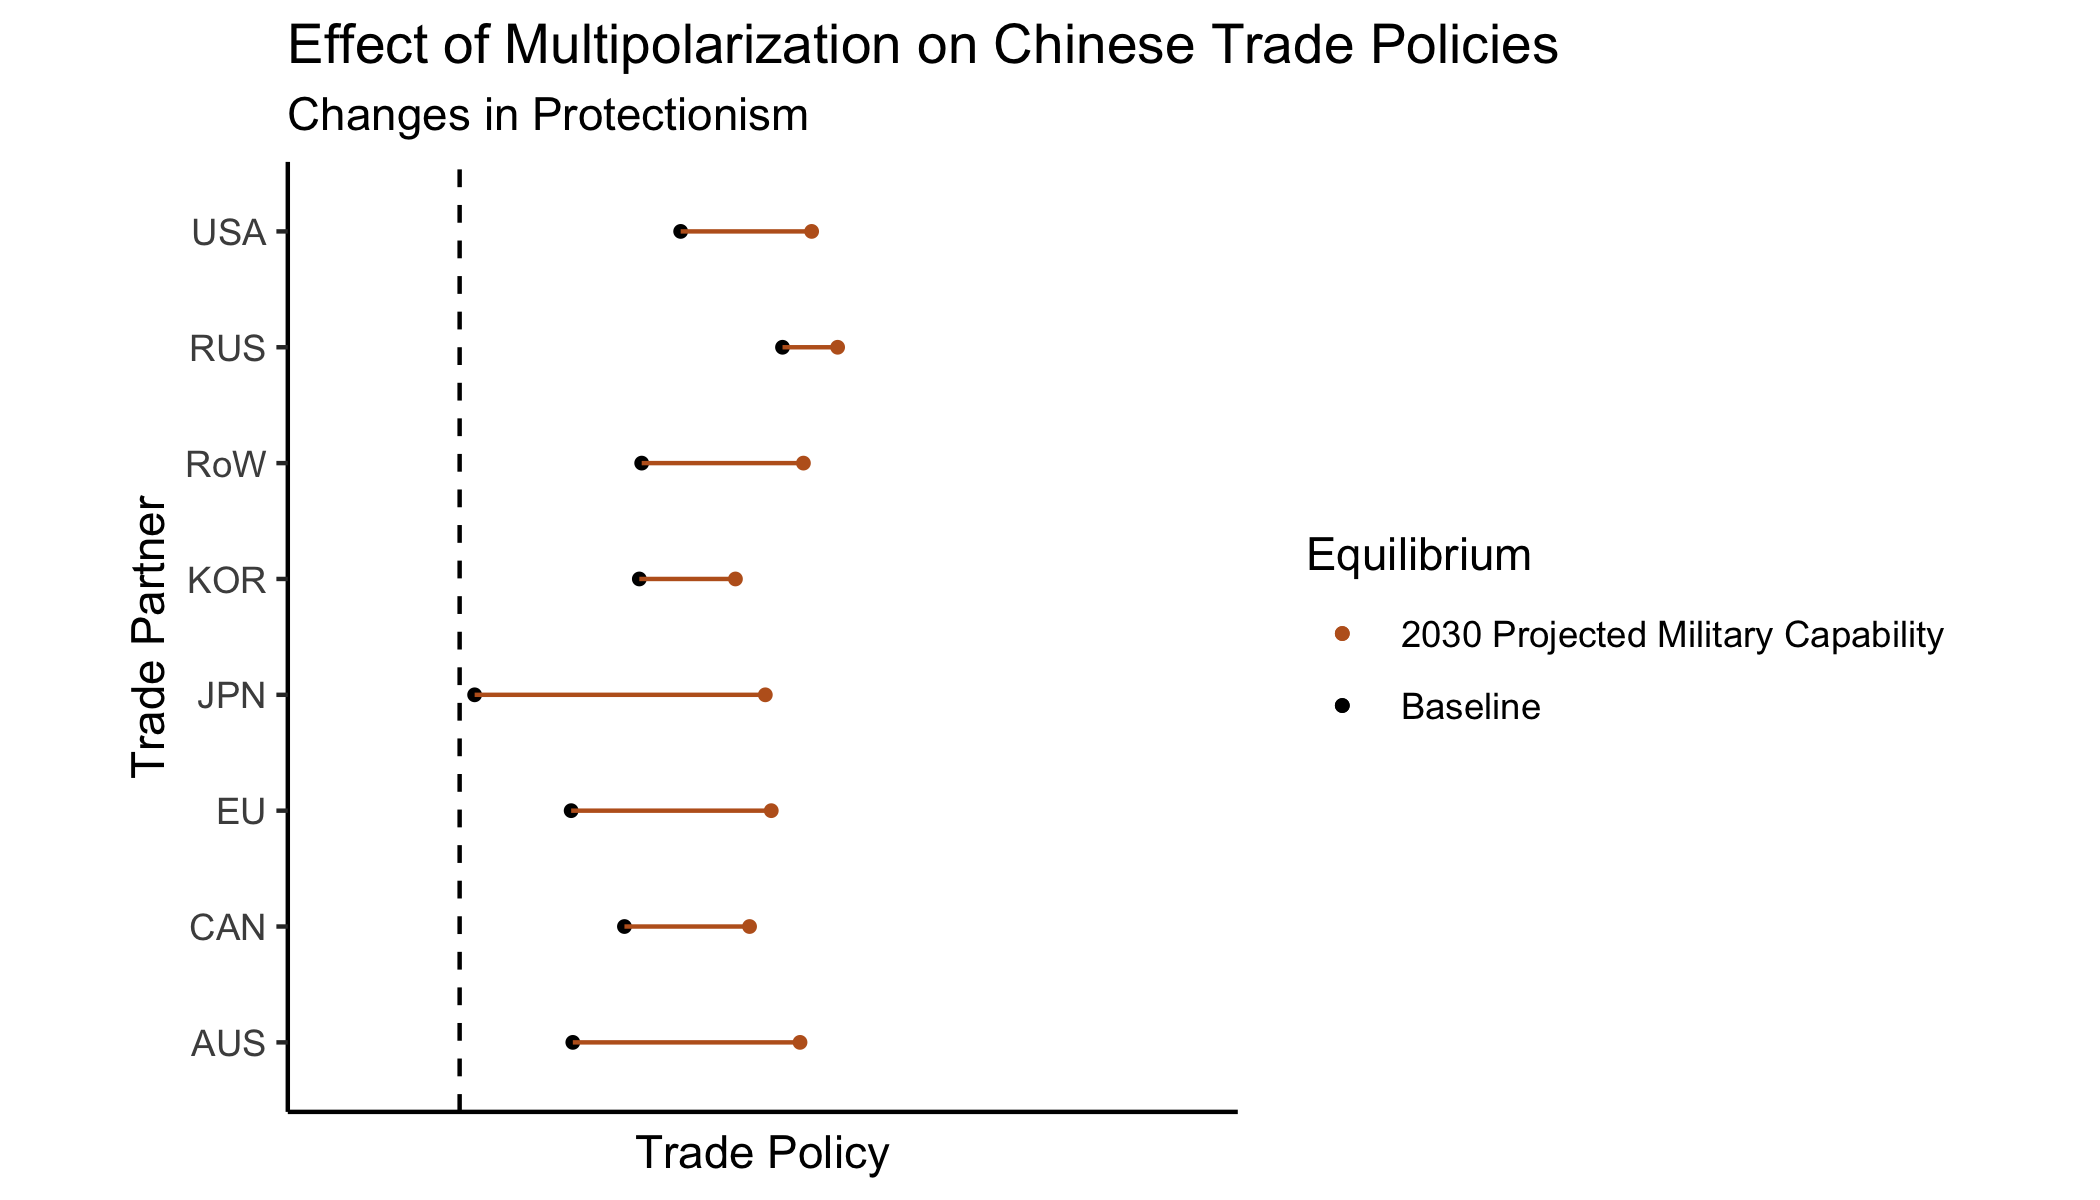 Effect of Multipolarization on Chinese Trade Policies
Changes in Protectionism
Trade Partner
USA
RUS
RoW
KOR
JPN
EU
CAN
AUS
Trade Policy
Equilibrium
2030 Projected Military Capability
Baseline